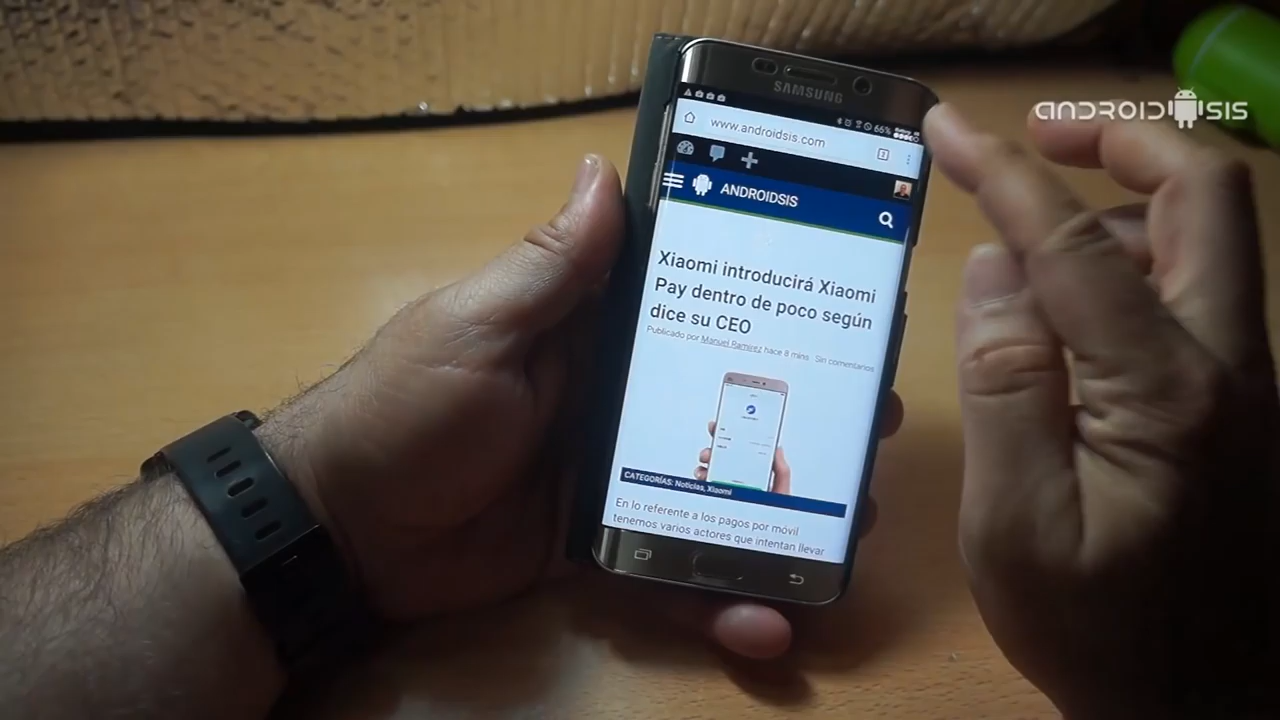 ANDROIDSIS
SAMSUNG
66%
www.androidsis.com
ANDROIDSIS
Xiaomi introducirá Xiaomi
Pay dentro de poco según
dice su CEO
Publicado por Manuel Ramírez hace 8 mins Sin comentarios
CATEGORÍAS: Noticias, Xiaomi
En lo referente a los pagos por móvil
tenemos varios actores que intentan llevar